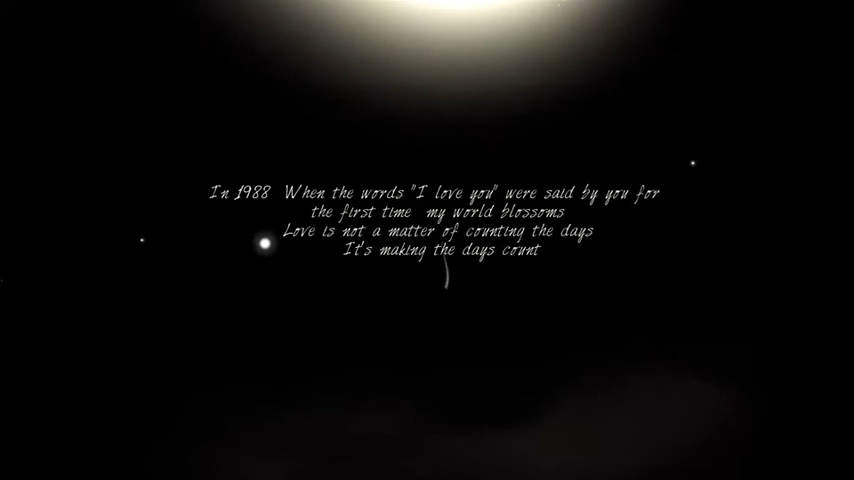 In 1988 When the words "I love you" were said by you for
the first time my world blossoms
Love is not a matter of counting the days
It's making the days count